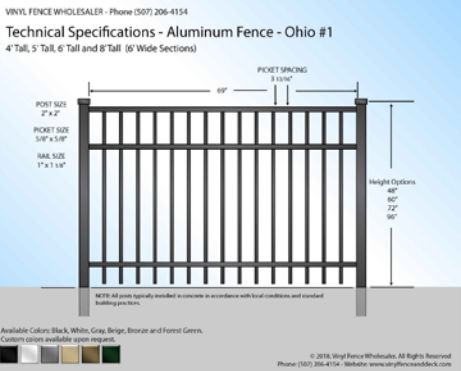 VINYL FENCE WHOLESALER - Phone (507) 206-4154
Technical Specifications - Aluminum Fence - Ohio #1
4' Tall, 5' Tall, 6' Tall and 8'Tall (6' Wide Sections)
PICKET SPACING
3 13/16"
69"
POST SIZE
2" x 2"
PICKET SIZE
5/8" x 5/8"
RAIL SIZE
1" x 1 1/8"
Height Options
48"
60"
72"
96"
NOTE: All posts typically installed in concrete in accordance with local conditions and standard
building practices.
Available Colors: Black, White, Gray, Beige, Bronze and Forest Green.
Custom colors available upon request.
© 2018, Vinyl Fence Wholesaler, All Rights Reserved
Phone: (507) 206-4154 - Website: www.vinylfenceanddeck.com